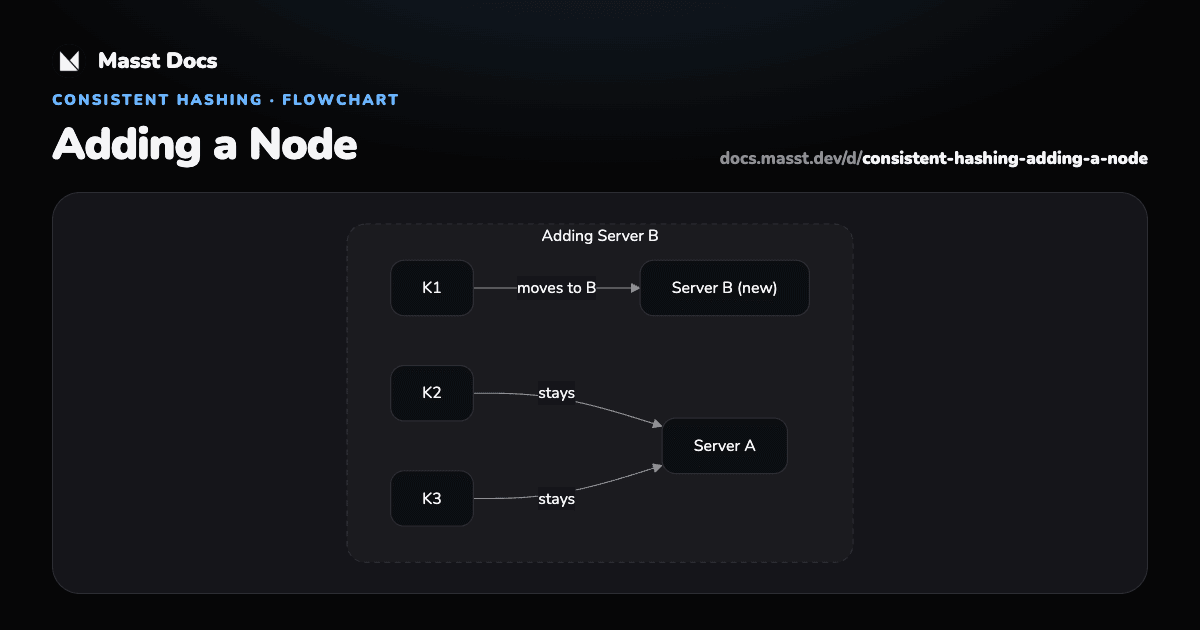 Masst Docs
CONSISTENT HASHING · FLOWCHART
Adding a Node
docs.masst.dev/d/consistent-hashing-adding-a-node
Adding Server B
K1
moves to B
Server B (new)
K2
stays
Server A
K3
stays